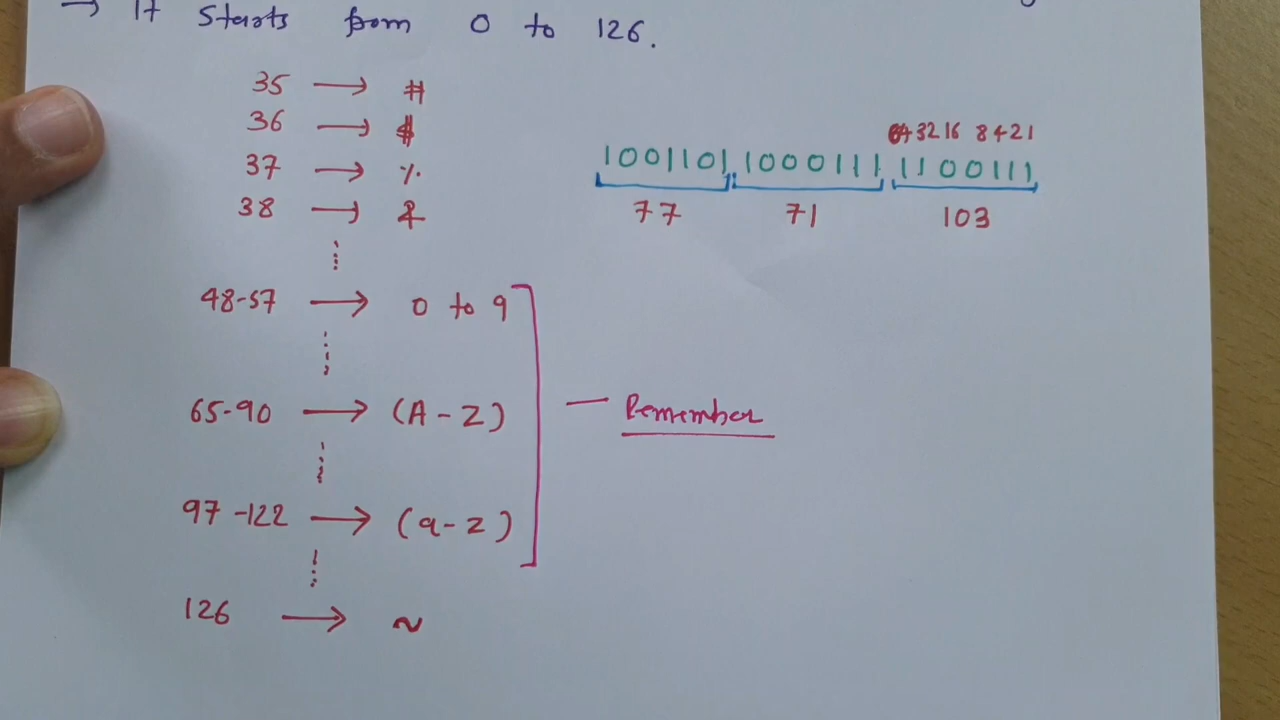 → It starts from 0 to 126.
35 → #
36 → $
37 → %
38 → &
48-57 → 0 to 9
65-90 → (A-Z)
97-122 → (a-z)
126 → ~
— Remember
64 32 16 8 4 2 1
1001101, 1000111 1100111
77 71 103